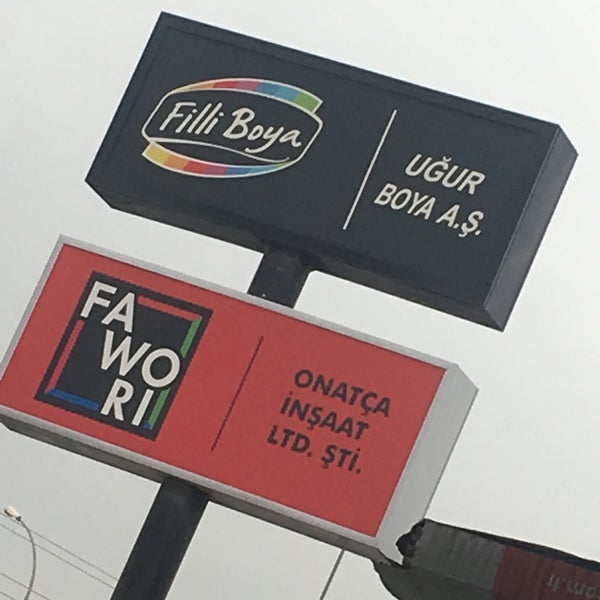 Filli Boya
UĞUR
BOYA A.Ş.
FA
WO
RI
ONATÇA
İNŞAAT
LTD. ŞTİ.